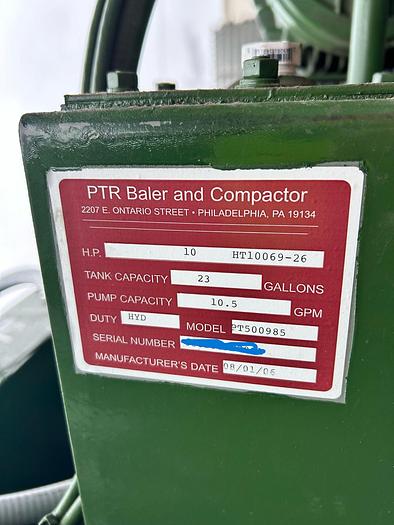 PTR Baler and Compactor
2207 E. ONTARIO STREET • PHILADELPHIA, PA 19134
H.P. 10 HT10069-26
TANK CAPACITY 23 GALLONS
PUMP CAPACITY 10.5 GPM
DUTY HYD MODEL PT500985
SERIAL NUMBER
MANUFACTURER'S DATE 08/01/06